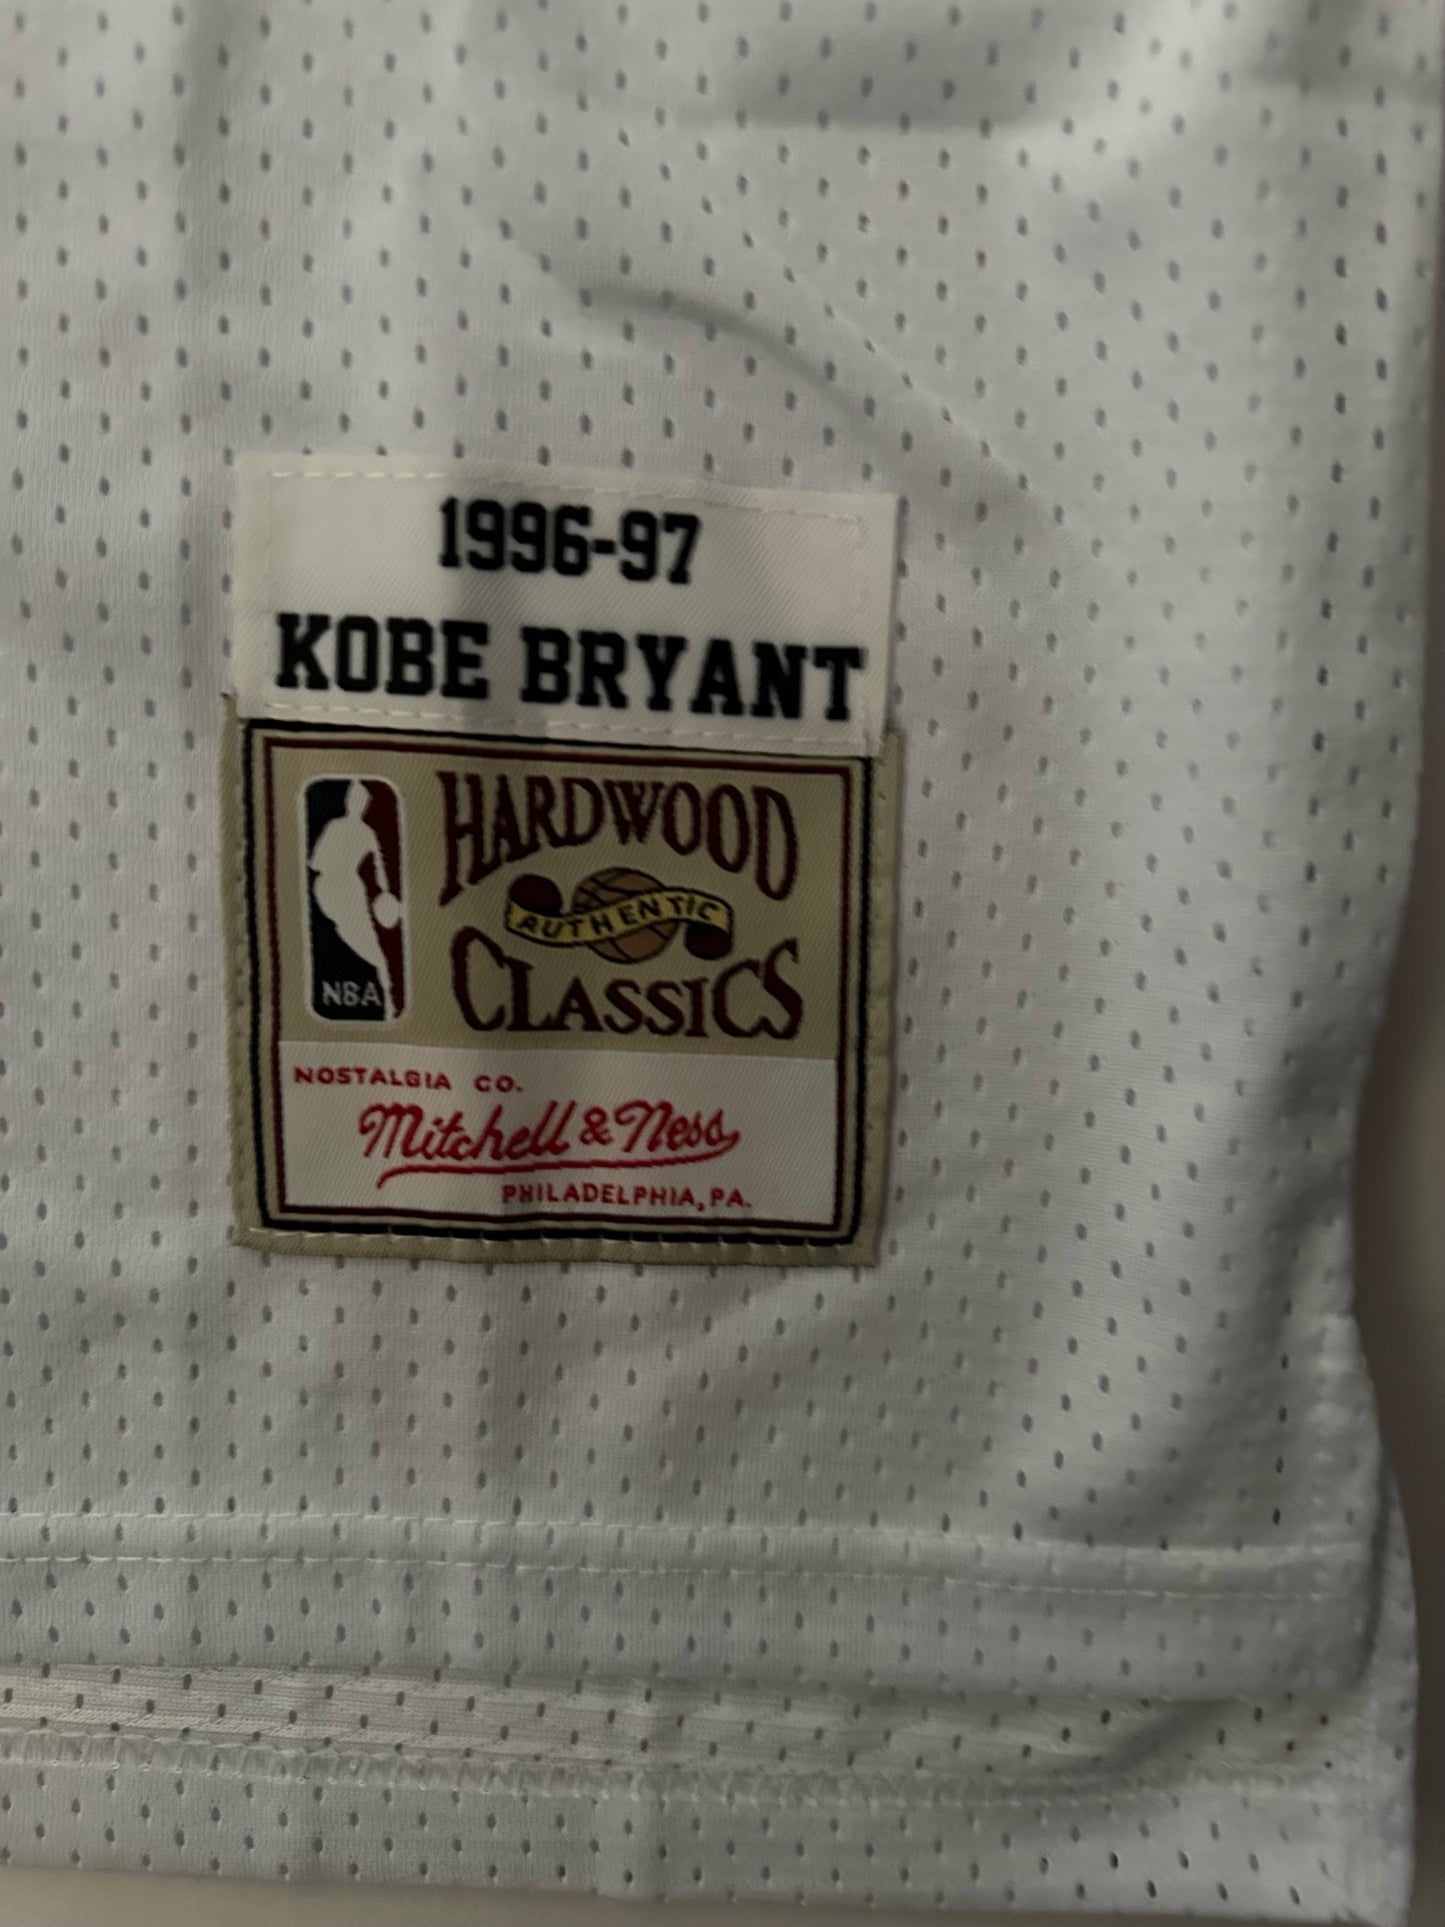 1996-97
KOBE BRYANT
HARDWOOD
AUTHENTIC
CLASSICS
NBA
NOSTALGIA CO.
Mitchell & Ness
PHILADELPHIA, PA.